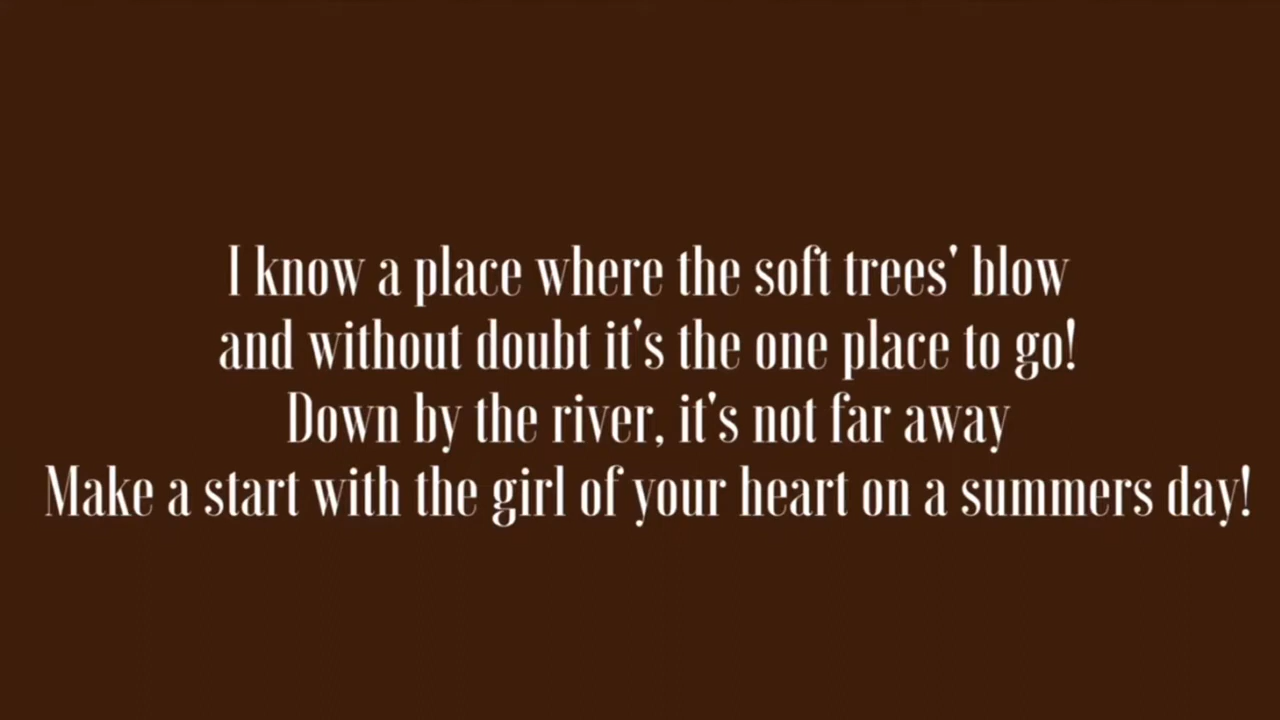 I know a place where the soft trees' blow
and without doubt it's the one place to go!
Down by the river, it's not far away
Make a start with the girl of your heart on a summers day!